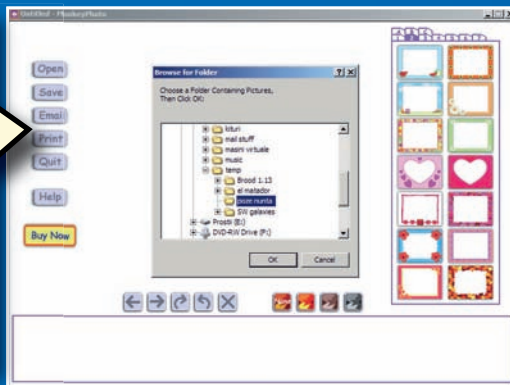 Untitled - MonkeyPhoto
Open
Save
Email
Print
Quit
Help
Buy Now
Browse for Folder
Choose a Folder Containing Pictures,
Then Click OK:
kituri
mail stuff
masini virtuale
music
temp
Brood 1.13
el matador
poze nunta
SW galaxies
Prostii (E:)
DVD-RW Drive (F:)
OK
Cancel